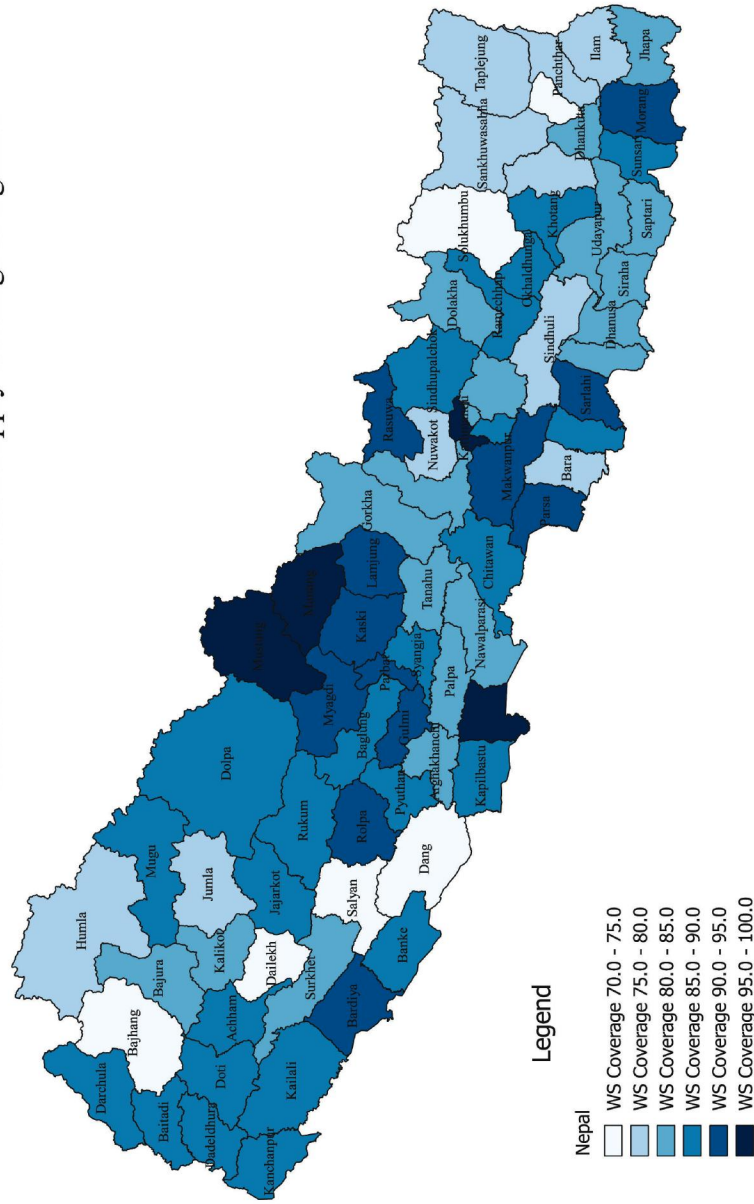 Darchula
Bajhang
Humla
Baitadi
Bajura
Mugu
Dadeldhura
Doti
Achham
Kalikot
Jumla
Dolpa
Kanchanpur
Kailali
Dailekh
Jajarkot
Surkhet
Rukum
Bardiya
Salyan
Rolpa
Banke
Dang
Pyuthan
Baglung
Myagdi
Mustang
Manang
Gulmi
Parbat
Kaski
Lamjung
Gorkha
Arghakhanchi
Syangja
Palpa
Tanahu
Kapilbastu
Nawalparasi
Chitawan
Rasuwa
Nuwakot
Sindhupalchok
Dolakha
Makwanpur
Ramechhap
Solukhumbu
Sankhuwasabha
Taplejung
Parsa
Bara
Sarlahi
Sindhuli
Okhaldhunga
Khotang
Dhanusa
Siraha
Udayapur
Saptari
Dhankuta
Panchthar
Ilam
Sunsari
Morang
Jhapa
Legend
Nepal
WS Coverage 70.0 - 75.0
WS Coverage 75.0 - 80.0
WS Coverage 80.0 - 85.0
WS Coverage 85.0 - 90.0
WS Coverage 90.0 - 95.0
WS Coverage 95.0 - 100.0